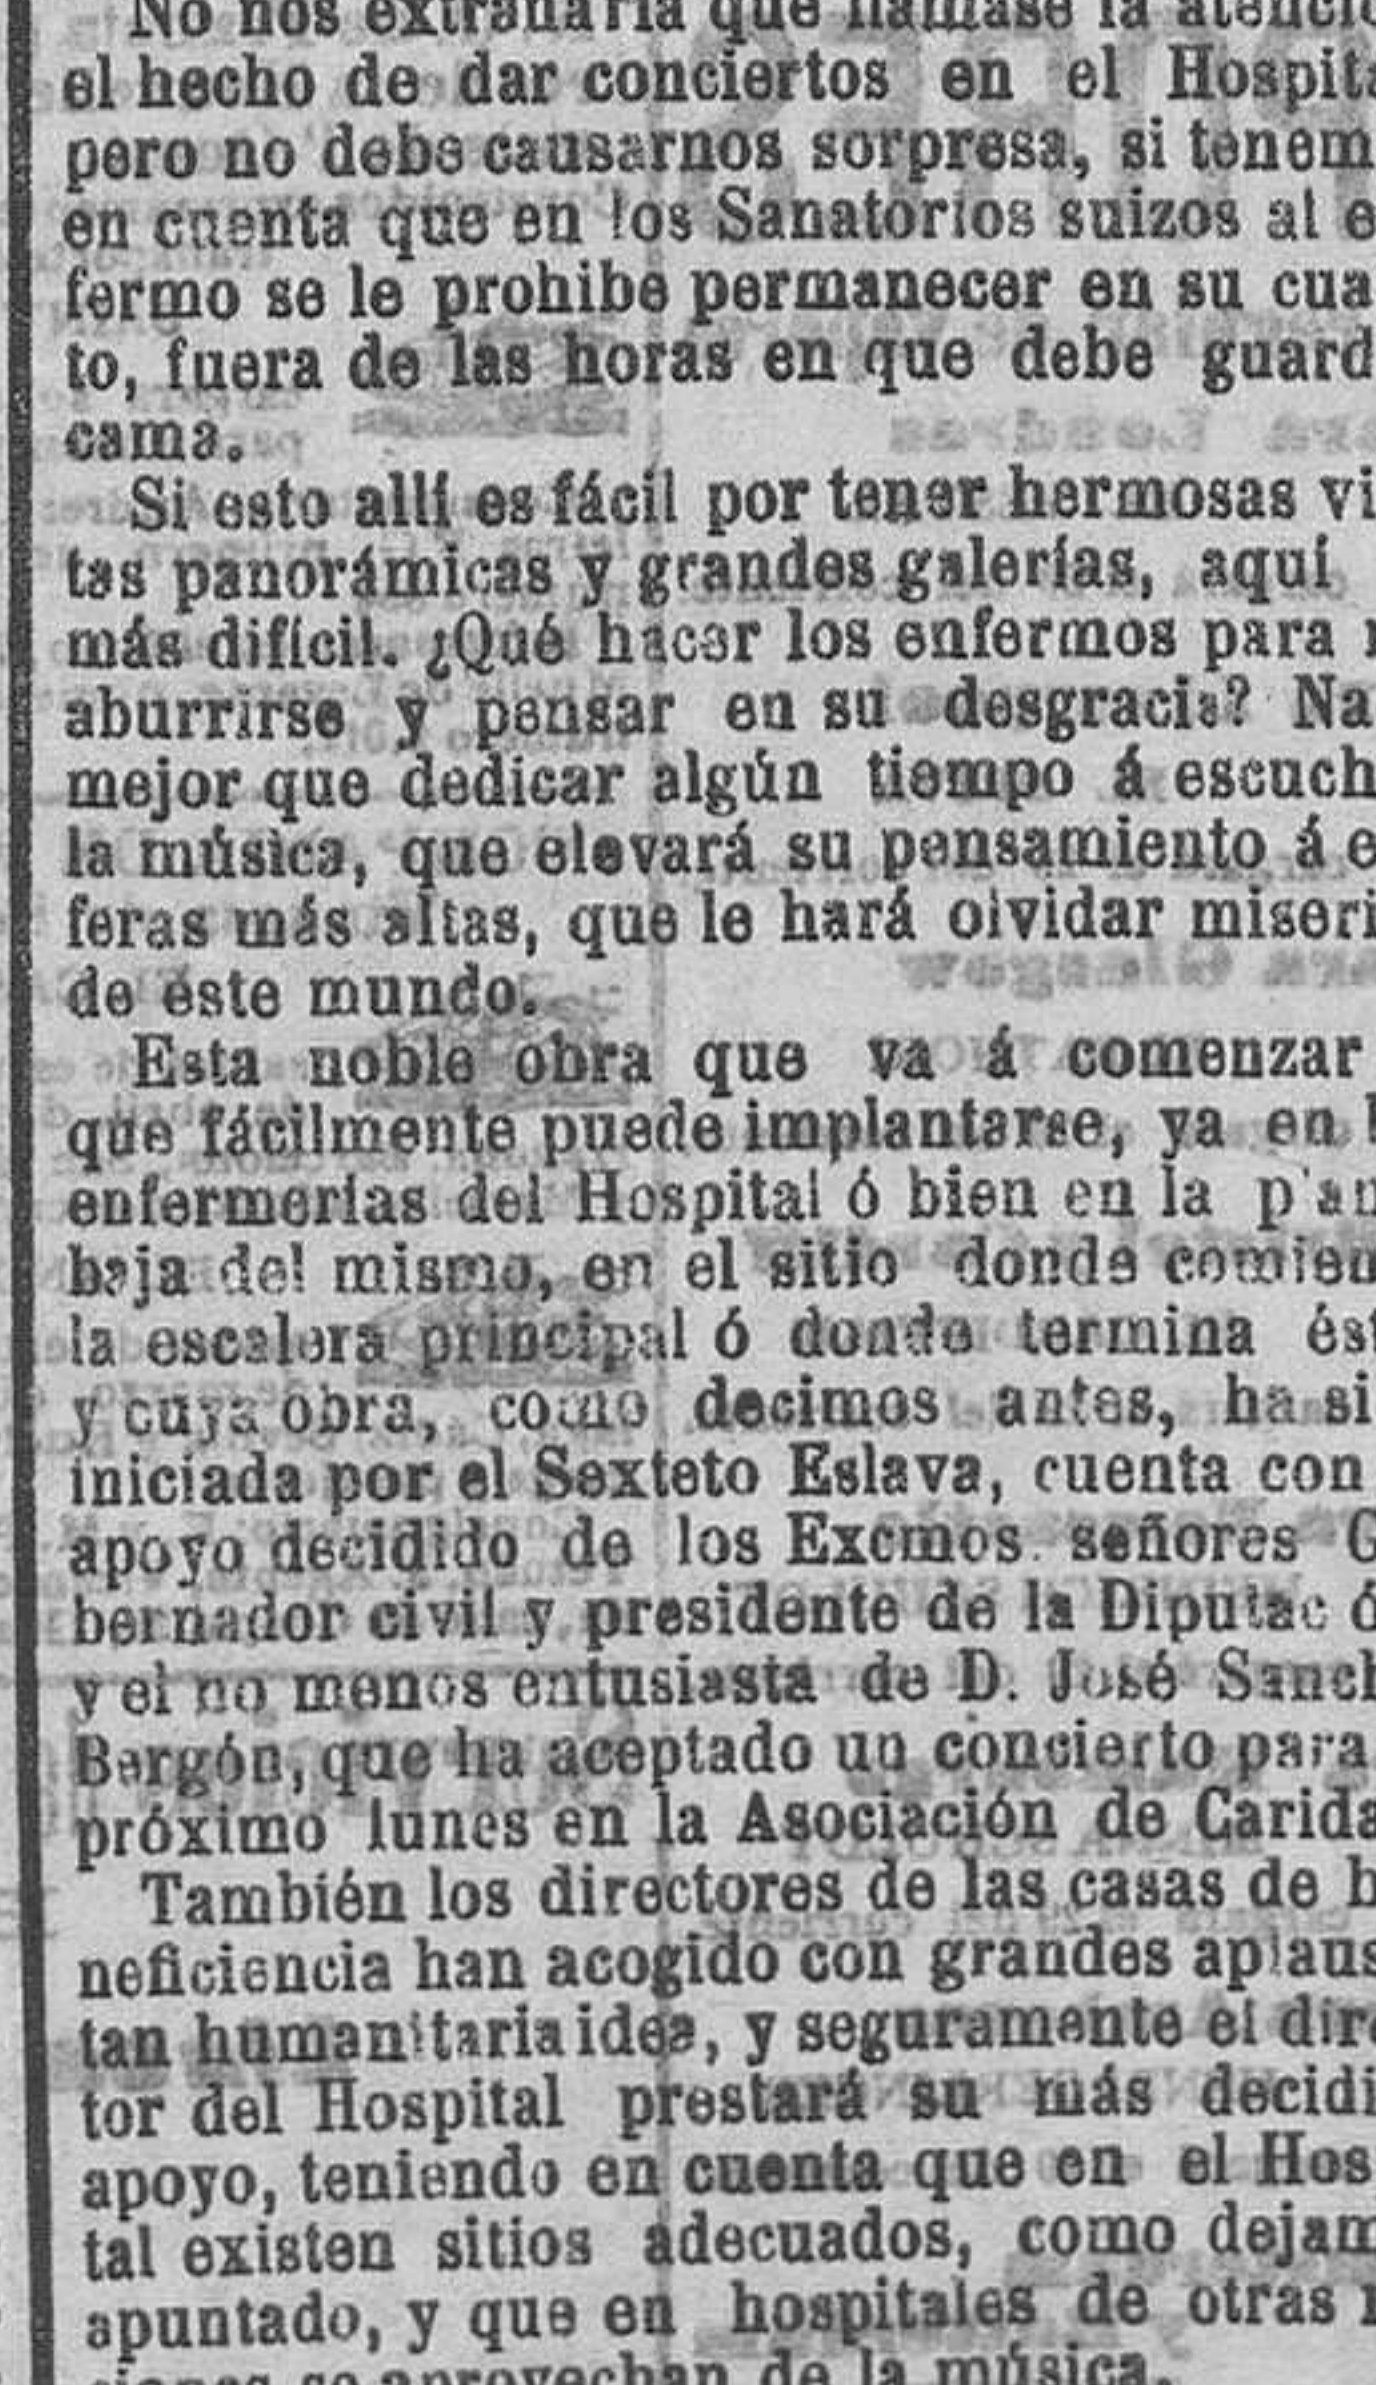 No nos extrañaría que llamase la atenció
el hecho de dar conciertos en el Hospita
pero no debe causarnos sorpresa, si tenem
en cuenta que en los Sanatorios suizos al e
fermo se le prohibe permanecer en su cua
to, fuera de las horas en que debe guard
cama.
Si esto allí es fácil por tener hermosas vi
tas panorámicas y grandes galerías, aquí
más difícil. ¿Qué hacer los enfermos para
aburrirse y pensar en su desgracia? Na
mejor que dedicar algún tiempo á escuch
la música, que elevará su pensamiento á e
feras más altas, que le hará olvidar miseri
de este mundo.
Esta noble obra que va á comenzar
que fácilmente puede implantarse, ya en
enfermerías del Hospital ó bien en la p'an
baja del mismo, en el sitio donde comien
la escalera principal ó donde termina ést
y cuya obra, como decimos antes, ha si
iniciada por el Sexteto Eslava, cuenta con
apoyo decidido de los Excmos. señores G
bernador civil y presidente de la Diputac ó
y el no menos entusiasta de D. José Sanch
Bergón, que ha aceptado un concierto para
próximo lunes en la Asociación de Carida
También los directores de las casas de b
neficiencia han acogido con grandes aplaus
tan humanitaria idea, y seguramente el dire
tor del Hospital prestará su más decidi
apoyo, teniendo en cuenta que en el Hos
tal existen sitios adecuados, como dejam
apuntado, y que en hospitales de otras
ciones se aprovechan de la música.